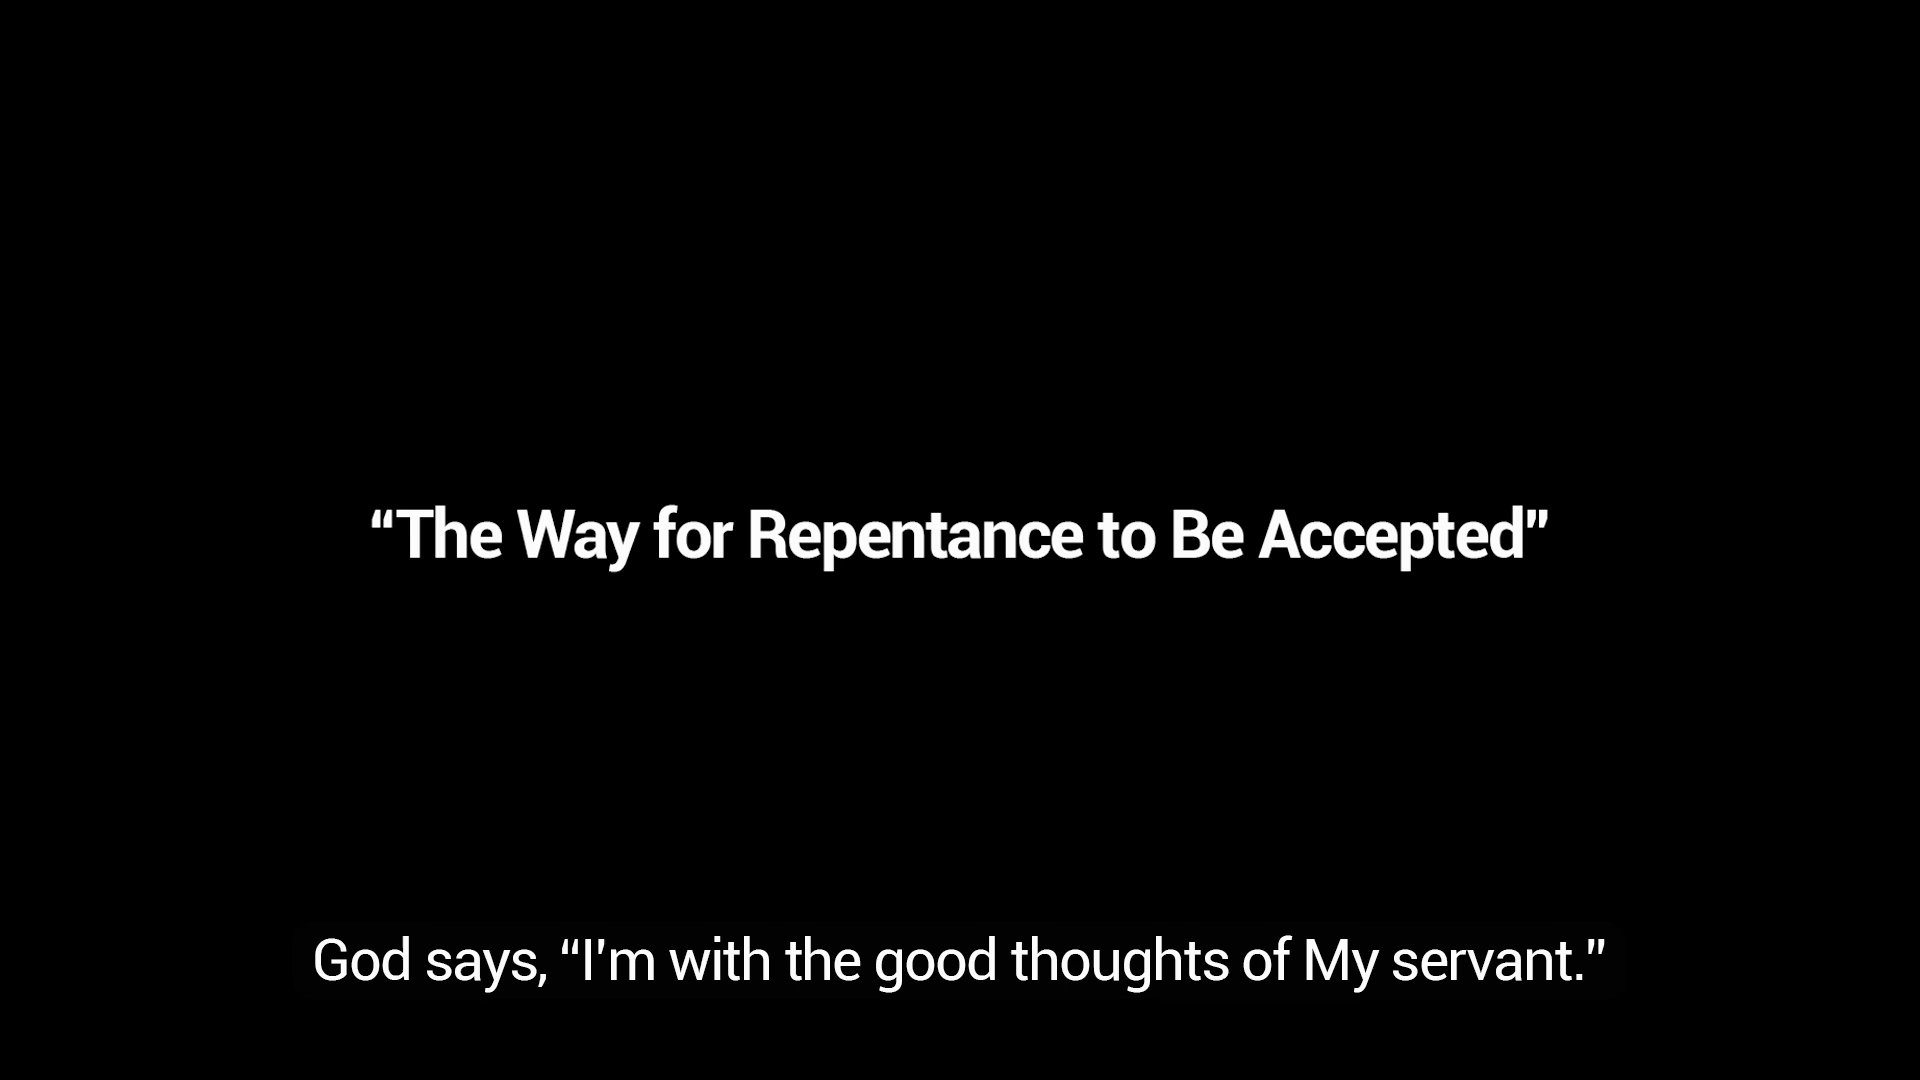 “The Way for Repentance to Be Accepted”
God says, “I’m with the good thoughts of My servant.”